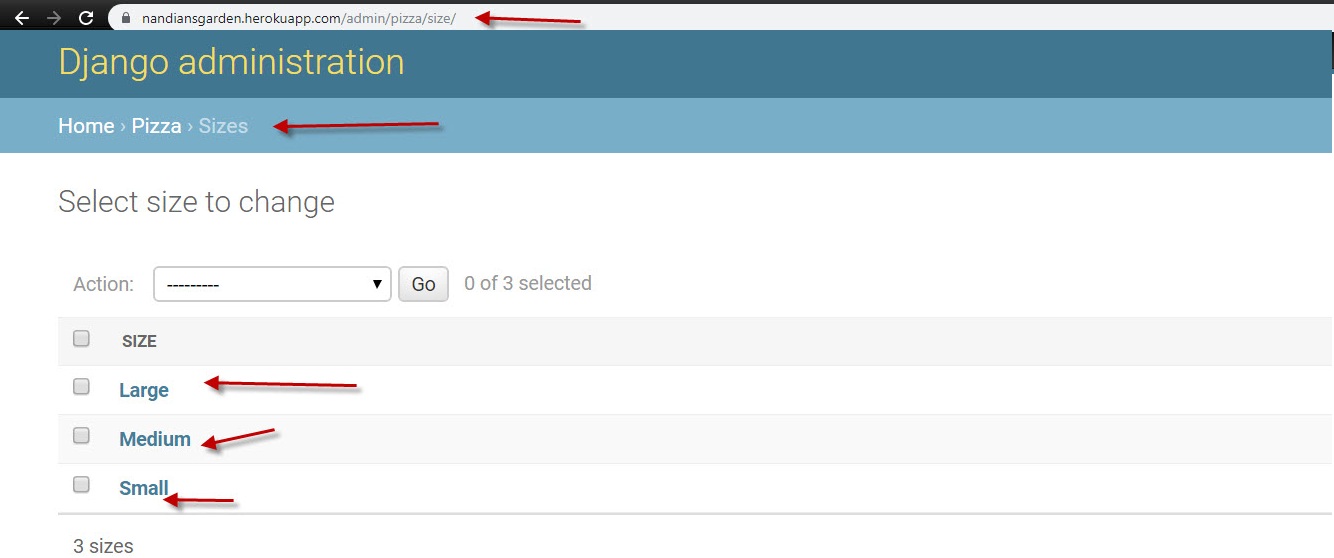 nandiansgarden.herokuapp.com/admin/pizza/size/
Django administration
Home › Pizza › Sizes
Select size to change
Action: --------- Go 0 of 3 selected
SIZE
Large
Medium
Small
3 sizes